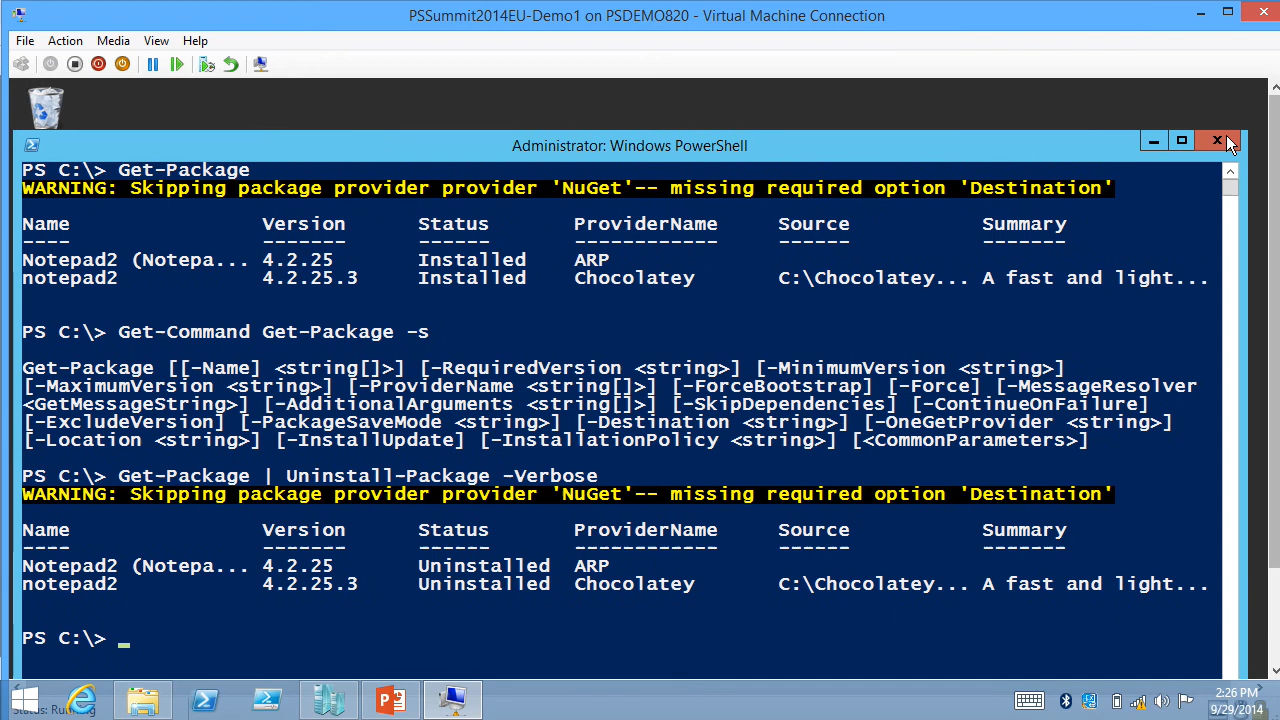 PSSummit2014EU-Demo1 on PSDEMO820 - Virtual Machine Connection
File Action Media View Help
Administrator: Windows PowerShell
PS C:\> Get-Package
WARNING: Skipping package provider provider 'NuGet'-- missing required option 'Destination'
Name Version Status ProviderName Source Summary
---- ------- ------ ------------ ------ -------
Notepad2 (Notepa... 4.2.25 Installed ARP
notepad2 4.2.25.3 Installed Chocolatey C:\Chocolatey... A fast and light...
PS C:\> Get-Command Get-Package -s
Get-Package [[-Name] <string[]>] [-RequiredVersion <string>] [-MinimumVersion <string>]
[-MaximumVersion <string>] [-ProviderName <string[]>] [-ForceBootstrap] [-Force] [-MessageResolver
<GetMessageString>] [-AdditionalArguments <string[]>] [-SkipDependencies] [-ContinueOnFailure]
[-ExcludeVersion] [-PackageSaveMode <string>] [-Destination <string>] [-OneGetProvider <string>]
[-Location <string>] [-InstallUpdate] [-InstallationPolicy <string>] [<CommonParameters>]
PS C:\> Get-Package | Uninstall-Package -Verbose
WARNING: Skipping package provider provider 'NuGet'-- missing required option 'Destination'
Name Version Status ProviderName Source Summary
---- ------- ------ ------------ ------ -------
Notepad2 (Notepa... 4.2.25 Uninstalled ARP
notepad2 4.2.25.3 Uninstalled Chocolatey C:\Chocolatey... A fast and light...
PS C:\> _
2:26 PM
9/29/2014